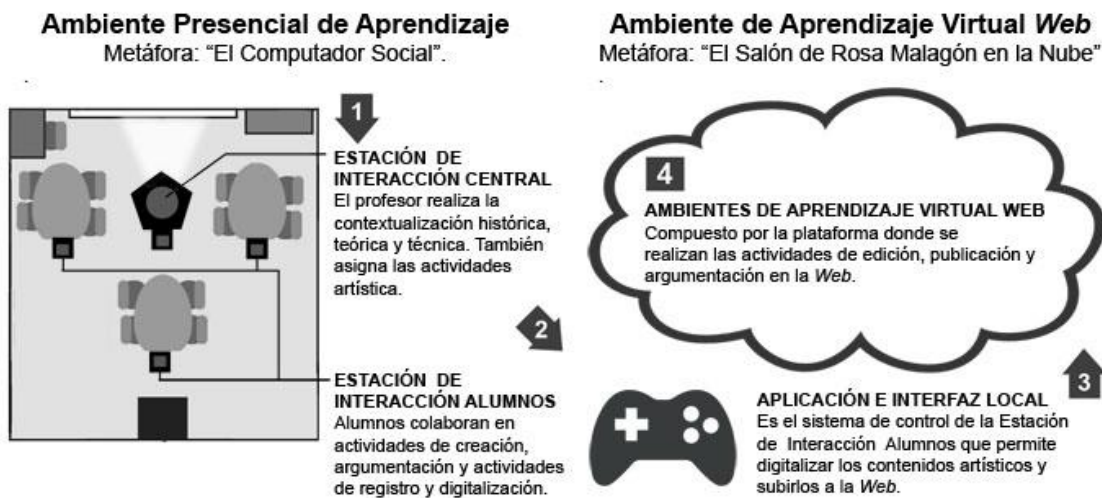 Ambiente Presencial de Aprendizaje
Metáfora: “El Computador Social”.
.
1
ESTACIÓN DE
INTERACCIÓN CENTRAL
El profesor realiza la
contextualización histórica,
teórica y técnica. También
asigna las actividades
artística.
2
ESTACIÓN DE
INTERACCIÓN ALUMNOS
Alumnos colaboran en
actividades de creación,
argumentación y actividades
de registro y digitalización.
Ambiente de Aprendizaje Virtual Web
Metáfora: “El Salón de Rosa Malagón en la Nube”
.
4
AMBIENTES DE APRENDIZAJE VIRTUAL WEB
Compuesto por la plataforma donde se
realizan las actividades de edición, publicación y
argumentación en la Web.
3
APLICACIÓN E INTERFAZ LOCAL
Es el sistema de control de la Estación
de Interacción Alumnos que permite
digitalizar los contenidos artísticos y
subirlos a la Web.